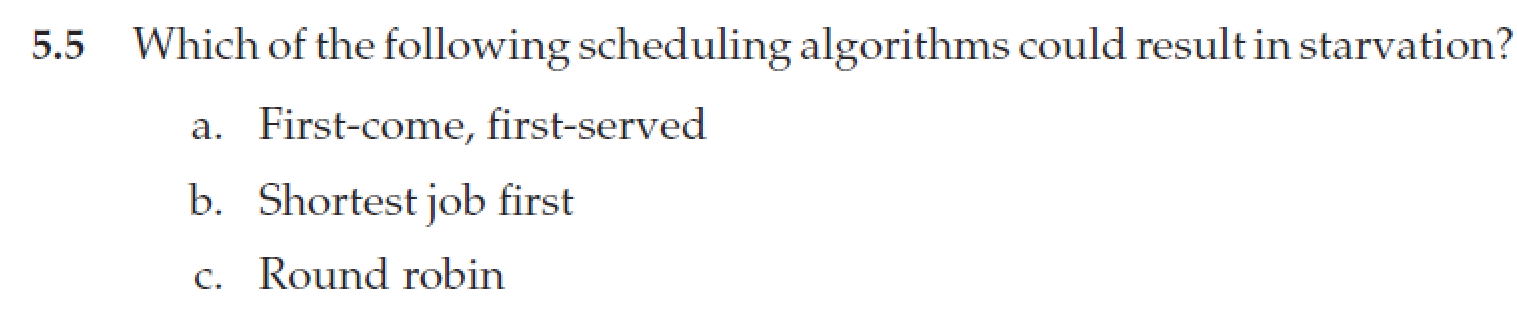 5.5 Which of the following scheduling algorithms could result in starvation?
a. First-come, first-served
b. Shortest job first
c. Round robin